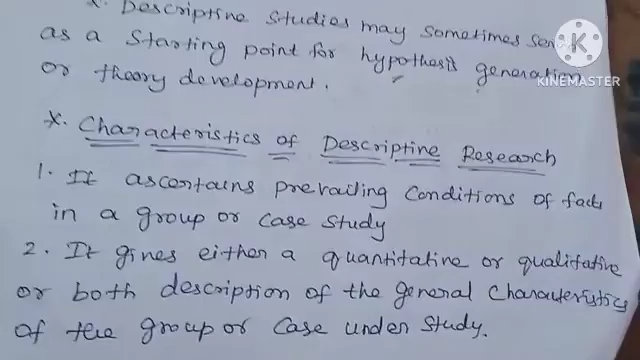 x. Descriptive studies may sometimes serve
as a starting point for hypothesis generation
or theory development.
KINEMASTER
x. Characteristics of Descriptive Research
1. It ascertains prevailing conditions of facts
in a group or case study
2. It gives either a quantitative or qualitative
or both description of the general characteristics
of the group or case under study.